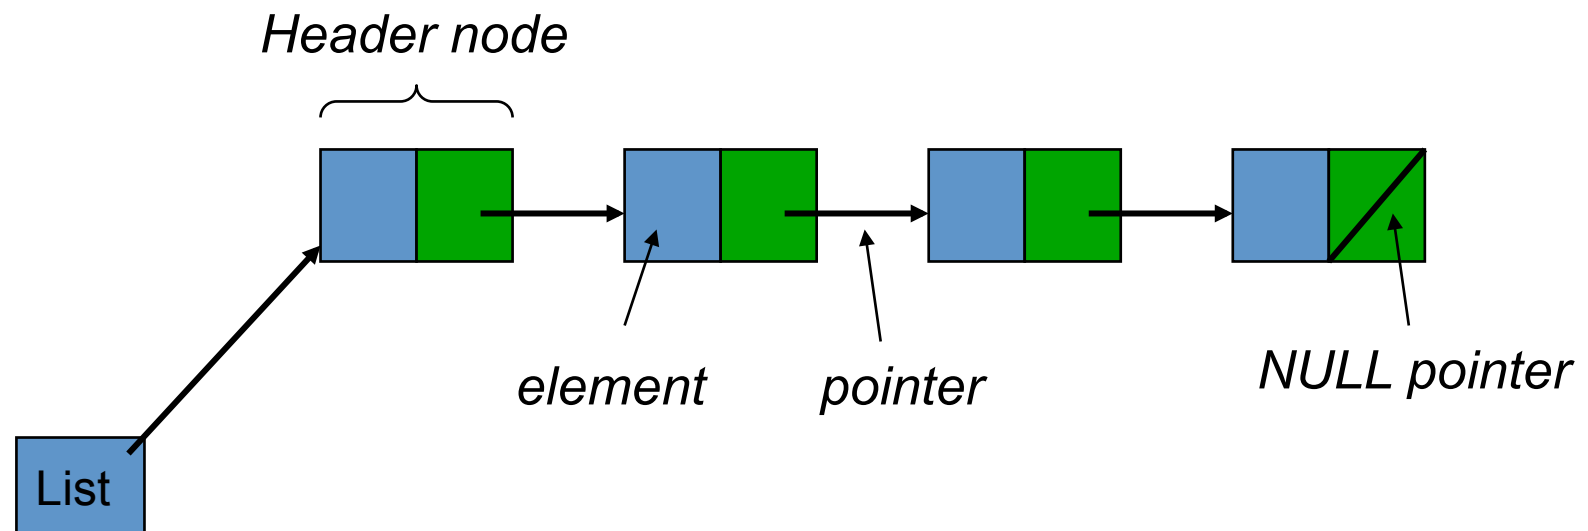 Header node
element
pointer
NULL pointer
List